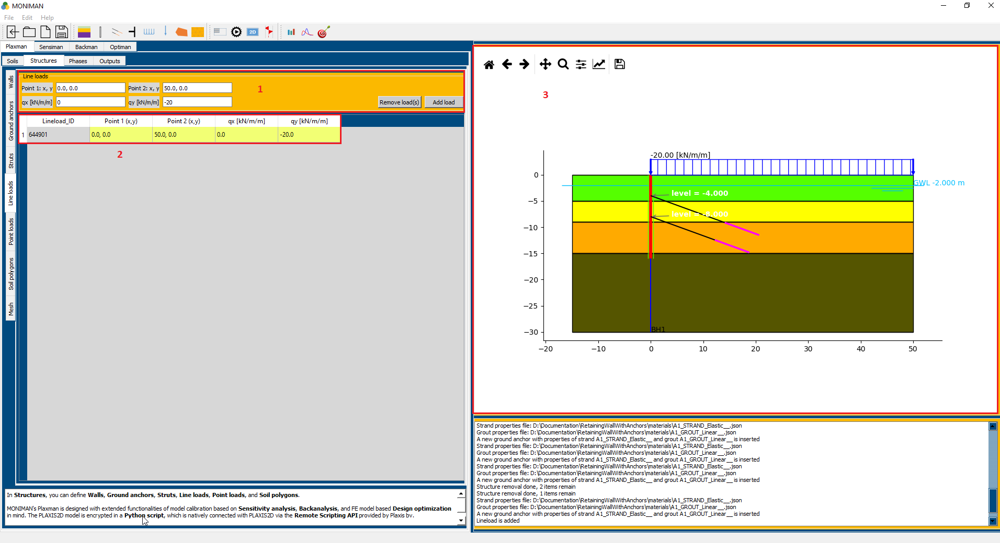 MONIMAN
File Edit Help
2D
Plaxman Sensiman Backman Optiman
Soils Structures Phases Outputs
Walls
Ground anchors
Struts
Line loads
Point loads
Soil polygons
Mesh
Line loads
Point 1: x, y 0.0, 0.0 Point 2: x, y 50.0, 0.0
qx [kN/m/m] 0 qy [kN/m/m] -20 Remove load(s) Add load
1
Lineload_ID Point 1 (x,y) Point 2 (x,y) qx [kN/m/m] qy [kN/m/m]
1 644901 0.0, 0.0 50.0, 0.0 0.0 -20.0
2
In Structures, you can define Walls, Ground anchors, Struts, Line loads, Point loads, and Soil polygons.
MONIMAN's Plaxman is designed with extended functionalities of model calibration based on Sensitivity analysis, Backanalysis, and FE model based Design optimization
in mind. The PLAXIS2D model is encrypted in a Python script, which is natively connected with PLAXIS2D via the Remote Scripting API provided by Plaxis bv.
3
-20.00 [kN/m/m]
GWL -2.000 m
level = -4.000
level = -8.000
BH1
0
−5
−10
−15
−20
−25
−30
−20 −10 0 10 20 30 40 50
Strand properties file: D:\Documentation\RetainingWallWithAnchors\materials\A1_STRAND_Elastic__.json
Grout properties file: D:\Documentation\RetainingWallWithAnchors\materials\A1_GROUT_Linear__.json
A new ground anchor with properties of strand A1_STRAND_Elastic__ and grout A1_GROUT_Linear__ is inserted
Strand properties file: D:\Documentation\RetainingWallWithAnchors\materials\A1_STRAND_Elastic__.json
Grout properties file: D:\Documentation\RetainingWallWithAnchors\materials\A1_GROUT_Linear__.json
A new ground anchor with properties of strand A1_STRAND_Elastic__ and grout A1_GROUT_Linear__ is inserted
Strand properties file: D:\Documentation\RetainingWallWithAnchors\materials\A1_STRAND_Elastic__.json
Grout properties file: D:\Documentation\RetainingWallWithAnchors\materials\A1_GROUT_Linear__.json
A new ground anchor with properties of strand A1_STRAND_Elastic__ and grout A1_GROUT_Linear__ is inserted
Structure removal done, 2 items remain
Structure removal done, 1 items remain
Strand properties file: D:\Documentation\RetainingWallWithAnchors\materials\A1_STRAND_Elastic__.json
Grout properties file: D:\Documentation\RetainingWallWithAnchors\materials\A1_GROUT_Linear__.json
A new ground anchor with properties of strand A1_STRAND_Elastic__ and grout A1_GROUT_Linear__ is inserted
Lineload is added